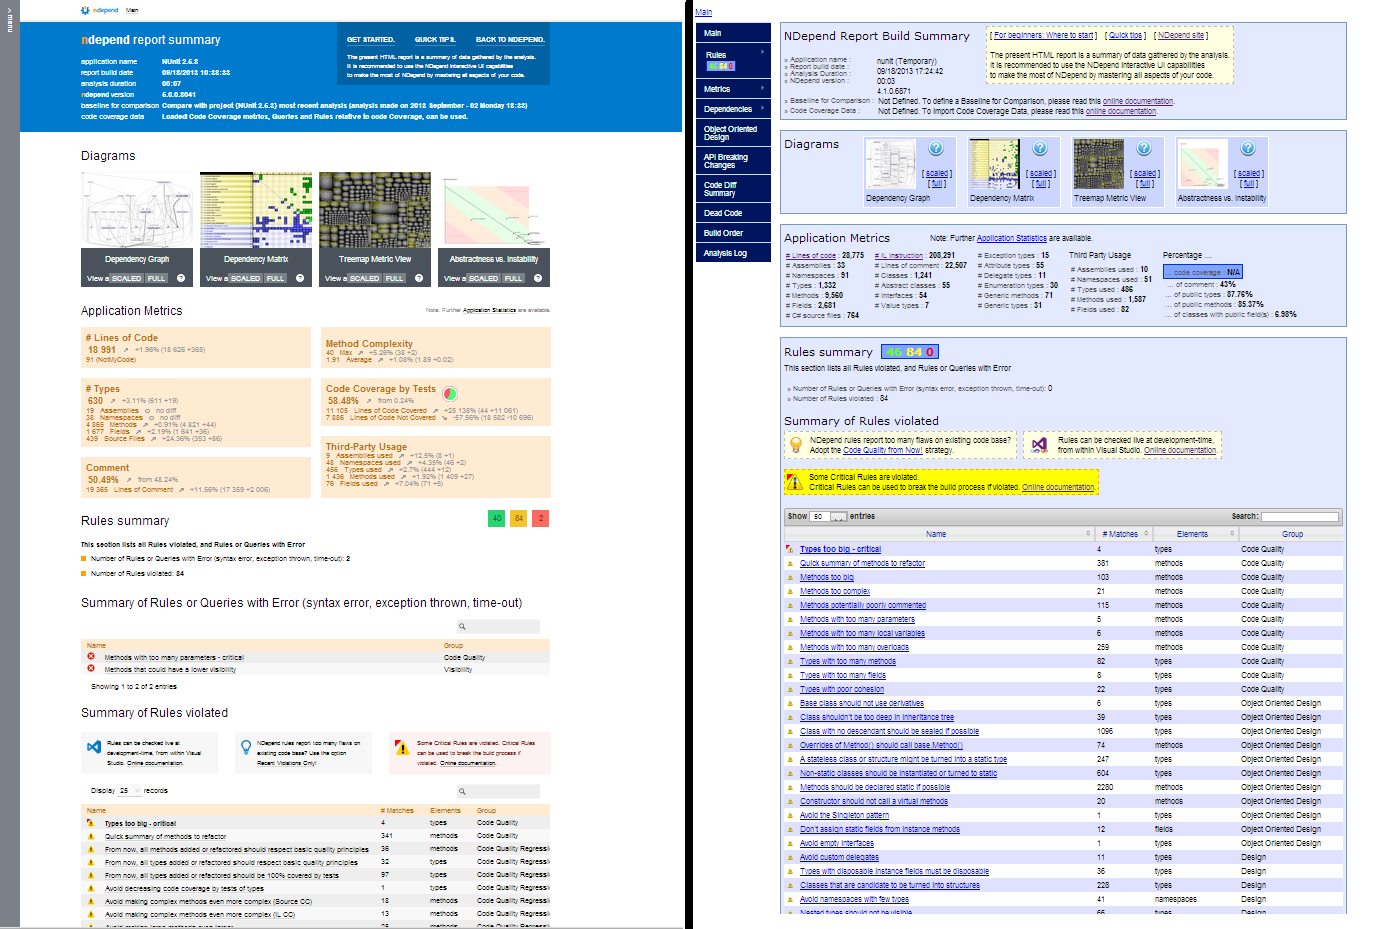 > menu
ndepend Main
ndepend report summary
GET STARTED. QUICK TIPS. BACK TO NDEPEND.
The present HTML report is a summary of data gathered by the analysis.
It is recommended to use the NDepend Interactive UI capabilities
to make the most of NDepend by mastering all aspects of your code.
application name NUnit 2.6.3
report build date
analysis duration 00:07
ndepend version 5.0.0.8041
baseline for comparison
code coverage data Loaded Code Coverage metrics, Queries and Rules relative to code Coverage, can be used.
Diagrams
Dependency Graph
View a SCALED FULL ?
Dependency Matrix
View a SCALED FULL ?
Treemap Metric View
View a SCALED FULL ?
Abstractness vs. Instability
View a SCALED FULL ?
Application Metrics
Note: Further Application Statistics are available.
# Lines of Code
18 991 ↗ +1.96% (18 626 +365)
91 (NotMyCode)
# Types
630 ↗ +3.11% (611 +19)
19 Assemblies no diff
38 Namespaces no diff
4 865 Methods ↗ +0.91% (4 821 +44)
1 677 Fields ↗ +2.19% (1 641 +36)
439 Source Files ↗ +24.36% (353 +86)
Comment
50.49% ↗ from 48.24%
19 365 Lines of Comment ↗ +11.56% (17 359 +2 006)
Method Complexity
40 Max ↗ +5.26% (38 +2)
1.91 Average ↗ +1.08% (1.89 +0.02)
Code Coverage by Tests
58.48% ↗ from 0.24%
11 105 Lines of Code Covered ↗ +25 138% (44 +11 061)
7 886 Lines of Code Not Covered ↘ -57.56% (18 582 -10 696)
Third-Party Usage
9 Assemblies used ↗ +12.5% (8 +1)
48 Namespaces used ↗ +4.35% (46 +2)
456 Types used ↗ +2.7% (444 +12)
1 436 Methods used ↗ +1.92% (1 409 +27)
76 Fields used ↗ +7.04% (71 +5)
Rules summary 40 84 2
This section lists all Rules violated, and Rules or Queries with Error
Number of Rules or Queries with Error (syntax error, exception thrown, time-out): 2
Number of Rules violated: 84
Summary of Rules or Queries with Error (syntax error, exception thrown, time-out)
Name Group
Methods with too many parameters - critical Code Quality
Methods that could have a lower visibility Visibility
Showing 1 to 2 of 2 entries
Summary of Rules violated
Rules can be checked live at
development-time, from within Visual
Studio. Online documentation.
NDepend rules report too many flaws on
existing code base? Use the option
Recent Violations Only!
Some Critical Rules are violated. Critical Rules
can be used to break the build process if
violated. Online documentation.
Display 25 records
Name # Matches Elements Group
Types too big - critical 4 types Code Quality
Quick summary of methods to refactor 341 methods Code Quality
From now, all methods added or refactored should respect basic quality principles 36 methods Code Quality Regressi
From now, all types added or refactored should respect basic quality principles 32 types Code Quality Regressi
From now, all types added or refactored should be 100% covered by tests 97 types Code Quality Regressi
Avoid decreasing code coverage by tests of types 1 types Code Quality Regressi
Avoid making complex methods even more complex (Source CC) 18 methods Code Quality Regressi
Avoid making complex methods even more complex (IL CC) 13 methods Code Quality Regressi
Main
Main
Rules
46 84 0
Metrics
Dependencies
Object Oriented
Design
API Breaking
Changes
Code Diff
Summary
Dead Code
Build Order
Analysis Log
NDepend Report Build Summary
[ For beginners: Where to start ] [ Quick tips ] [ NDepend site ]
The present HTML report is a summary of data gathered by the analysis.
It is recommended to use the NDepend Interactive UI capabilities
to make the most of NDepend by mastering all aspects of your code.
» Application name : nunit (Temporary)
» Report build date : 09/18/2013 17:24:42
» Analysis Duration : 00:03
» NDepend version : 4.1.0.6871
» Baseline for Comparison : Not Defined. To define a Baseline for Comparison, please read this online documentation.
» Code Coverage Data : Not Defined. To Import Code Coverage Data, please read this online documentation.
Diagrams
? [ scaled ] [ full ] Dependency Graph
? [ scaled ] [ full ] Dependency Matrix
? [ scaled ] [ full ] Treemap Metric View
? [ scaled ] [ full ] Abstractness vs. Instability
Application Metrics Note: Further Application Statistics are available.
# Lines of code : 28,775
# Assemblies : 33
# Namespaces : 91
# Types : 1,332
# Methods : 9,560
# Fields : 2,681
# C# source files : 764
# IL instruction : 208,291
# Lines of comment : 22,507
# Classes : 1,241
# Abstract classes : 55
# Interfaces : 54
# Value types : 7
# Exception types : 15
# Attribute types : 55
# Delegate types : 11
# Enumeration types : 30
# Generic methods : 71
# Generic types : 31
Third Party Usage
# Assemblies used : 10
# Namespaces used : 51
# Types used : 486
# Methods used : 1,587
# Fields used : 82
Percentage ...
... code coverage : N/A
... of comment : 43%
... of public types : 87.76%
... of public methods : 85.37%
... of classes with public field(s) : 6.98%
Rules summary 46 84 0
This section lists all Rules violated, and Rules or Queries with Error
» Number of Rules or Queries with Error (syntax error, exception thrown, time-out): 0
» Number of Rules violated : 84
Summary of Rules violated
NDepend rules report too many flaws on existing code base?
Adopt the Code Quality from Now! strategy.
Rules can be checked live at development-time,
from within Visual Studio. Online documentation.
Some Critical Rules are violated.
Critical Rules can be used to break the build process if violated. Online documentation.
Show 50 entries Search:
Name # Matches Elements Group
Types too big - critical 4 types Code Quality
Quick summary of methods to refactor 381 methods Code Quality
Methods too big 103 methods Code Quality
Methods too complex 21 methods Code Quality
Methods potentially poorly commented 115 methods Code Quality
Methods with too many parameters 5 methods Code Quality
Methods with too many local variables 6 methods Code Quality
Methods with too many overloads 259 methods Code Quality
Types with too many methods 82 types Code Quality
Types with too many fields 8 types Code Quality
Types with poor cohesion 22 types Code Quality
Base class should not use derivatives 6 types Object Oriented Design
Class shouldn't be too deep in inheritance tree 39 types Object Oriented Design
Class with no descendant should be sealed if possible 1096 types Object Oriented Design
Overrides of Method() should call base.Method() 74 methods Object Oriented Design
A stateless class or structure might be turned into a static type 247 types Object Oriented Design
Non-static classes should be instantiated or turned to static 604 types Object Oriented Design
Methods should be declared static if possible 2280 methods Object Oriented Design
Constructor should not call a virtual methods 20 methods Object Oriented Design
Avoid the Singleton pattern 1 types Object Oriented Design
Don't assign static fields from instance methods 12 fields Object Oriented Design
Avoid empty interfaces 1 types Object Oriented Design
Avoid custom delegates 11 types Design
Types with disposable instance fields must be disposable 36 types Design
Classes that are candidate to be turned into structures 228 types Design
Avoid namespaces with few types 41 namespaces Design
Nested types should not be visible 66 types Design